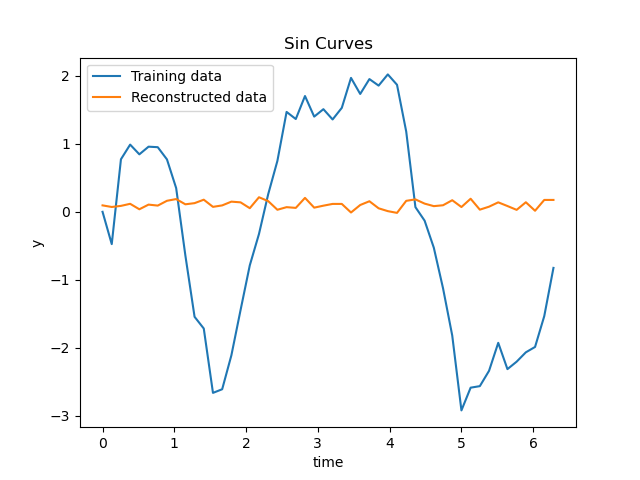 Sin Curves
Training data
Reconstructed data
2
1
0
−1
−2
−3
y
0 1 2 3 4 5 6
time